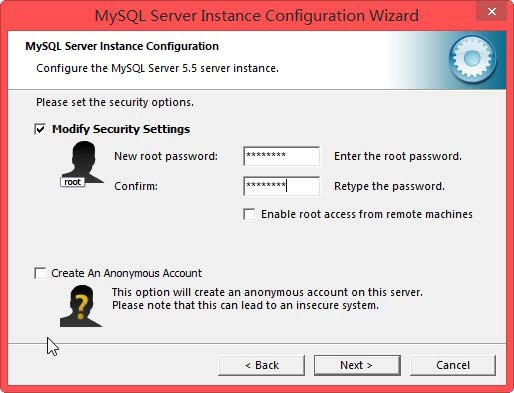 MySQL Server Instance Configuration Wizard
MySQL Server Instance Configuration
Configure the MySQL Server 5.5 server instance.
Please set the security options.
Modify Security Settings
New root password: ******** Enter the root password.
root
Confirm: ******** Retype the password.
Enable root access from remote machines
Create An Anonymous Account
This option will create an anonymous account on this server.
Please note that this can lead to an insecure system.
< Back Next > Cancel